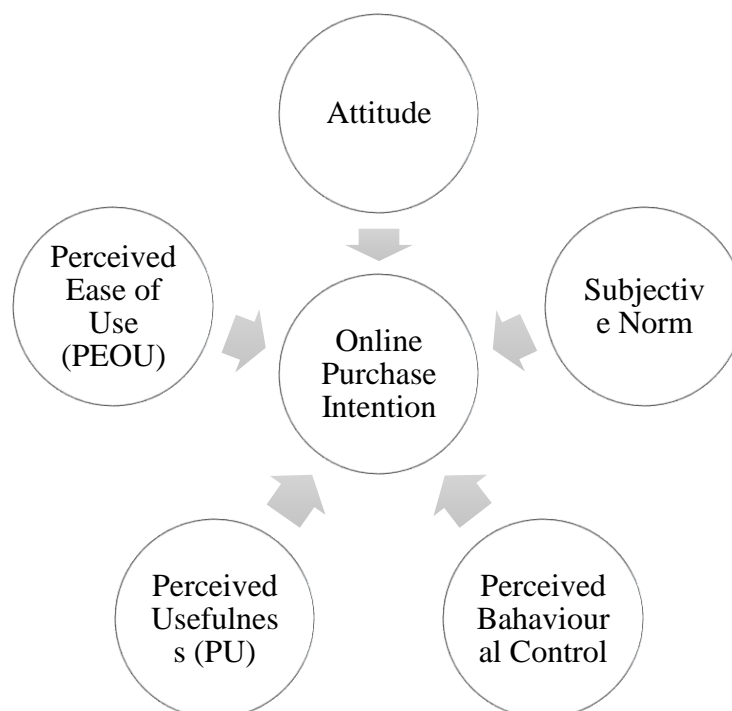 Attitude
Perceived
Ease of
Use
(PEOU)
Subjectiv
e Norm
Online
Purchase
Intention
Perceived
Usefulnes
s (PU)
Perceived
Bahaviour
al Control